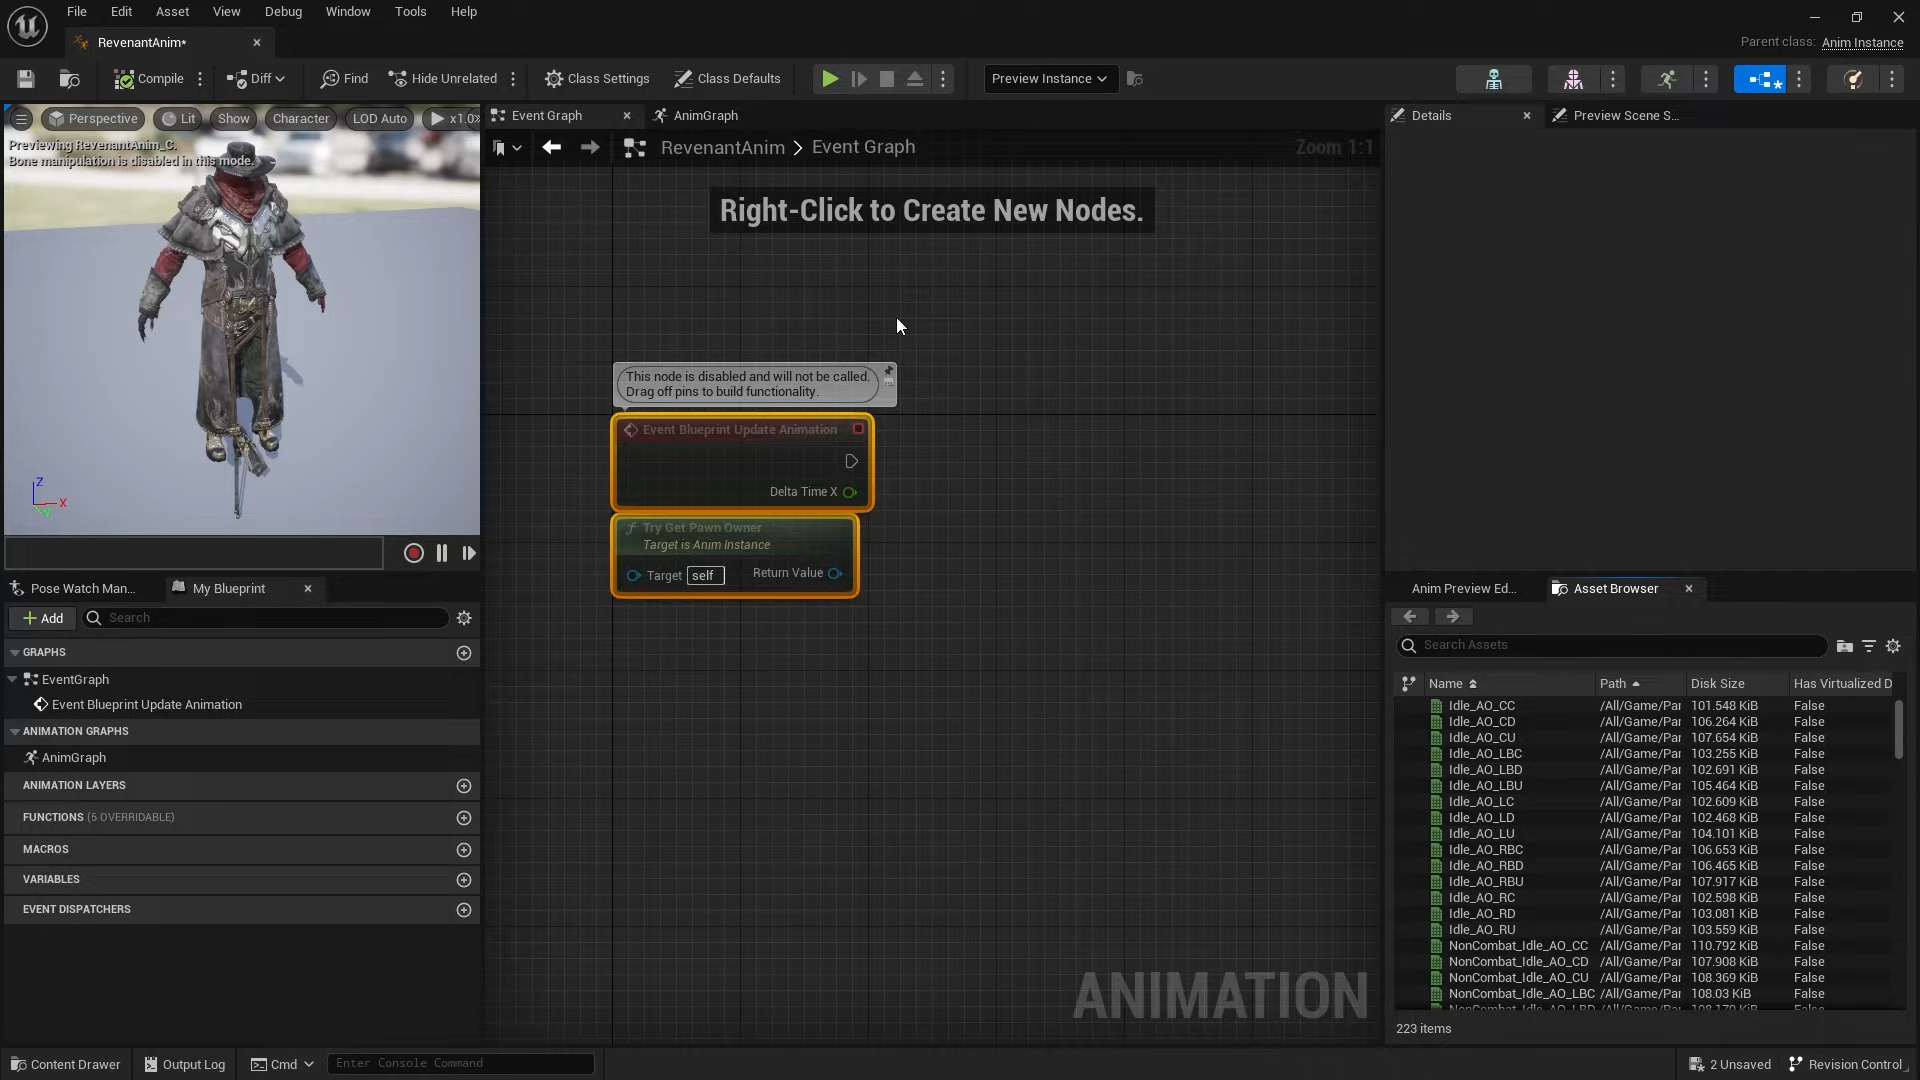 File Edit Asset View Debug Window Tools Help
RevenantAnim*
Parent class: Anim Instance
Compile Diff Find Hide Unrelated Class Settings Class Defaults Preview Instance
Perspective Lit Show Character LOD Auto x1.0
Previewing RevenantAnim_C.
Bone manipulation is disabled in this mode.
Z
X
Y
Event Graph AnimGraph
RevenantAnim > Event Graph Zoom 1:1
Right-Click to Create New Nodes.
This node is disabled and will not be called.
Drag off pins to build functionality.
Event Blueprint Update Animation
Delta Time X
Try Get Pawn Owner
Target is Anim Instance
Target self Return Value
ANIMATION
Pose Watch Man... My Blueprint
Add Search
GRAPHS
EventGraph
Event Blueprint Update Animation
ANIMATION GRAPHS
AnimGraph
ANIMATION LAYERS
FUNCTIONS (5 OVERRIDABLE)
MACROS
VARIABLES
EVENT DISPATCHERS
Details Preview Scene S...
Anim Preview Ed... Asset Browser
Search Assets
Name Path Disk Size Has Virtualized D
Idle_AO_CC /All/Game/Par 101.548 KiB False
Idle_AO_CD /All/Game/Par 106.264 KiB False
Idle_AO_CU /All/Game/Par 107.654 KiB False
Idle_AO_LBC /All/Game/Par 103.255 KiB False
Idle_AO_LBD /All/Game/Par 102.691 KiB False
Idle_AO_LBU /All/Game/Par 105.464 KiB False
Idle_AO_LC /All/Game/Par 102.609 KiB False
Idle_AO_LD /All/Game/Par 102.468 KiB False
Idle_AO_LU /All/Game/Par 104.101 KiB False
Idle_AO_RBC /All/Game/Par 106.653 KiB False
Idle_AO_RBD /All/Game/Par 106.465 KiB False
Idle_AO_RBU /All/Game/Par 107.917 KiB False
Idle_AO_RC /All/Game/Par 102.598 KiB False
Idle_AO_RD /All/Game/Par 103.081 KiB False
Idle_AO_RU /All/Game/Par 103.559 KiB False
NonCombat_Idle_AO_CC /All/Game/Par 110.792 KiB False
NonCombat_Idle_AO_CD /All/Game/Par 107.908 KiB False
NonCombat_Idle_AO_CU /All/Game/Par 108.369 KiB False
NonCombat_Idle_AO_LBC /All/Game/Par 108.03 KiB False
223 items
Content Drawer Output Log Cmd Enter Console Command 2 Unsaved Revision Control